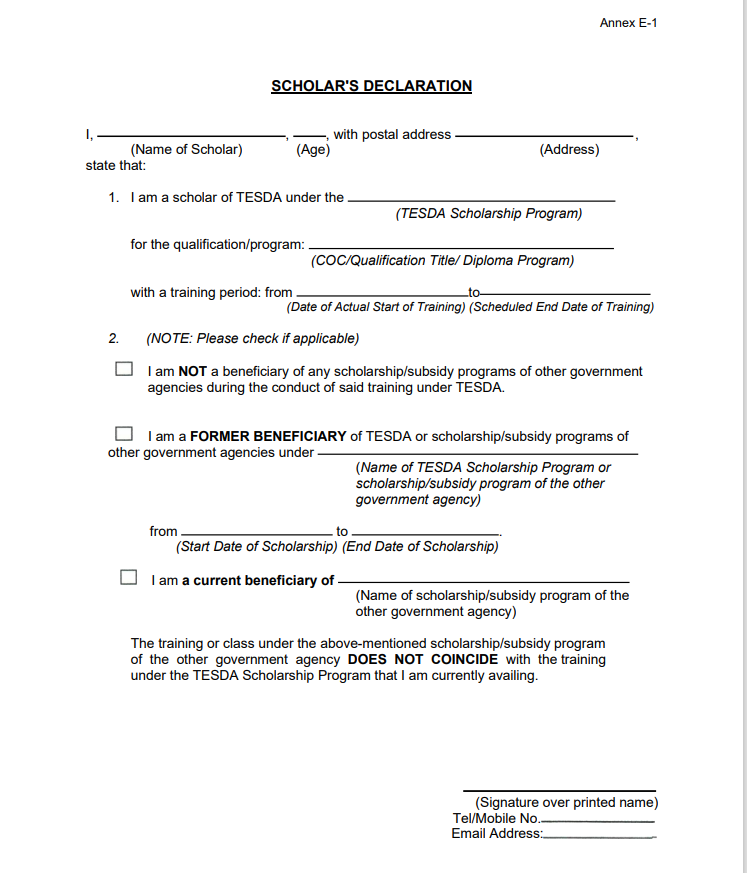 Annex E-1
SCHOLAR'S DECLARATION
I, ____________________, ____, with postal address ____________________,
(Name of Scholar) (Age) (Address)
state that:
1. I am a scholar of TESDA under the ____________________
(TESDA Scholarship Program)
for the qualification/program: ____________________
(COC/Qualification Title/ Diploma Program)
with a training period: from ____________________to____________________
(Date of Actual Start of Training) (Scheduled End Date of Training)
2. (NOTE: Please check if applicable)
☐ I am NOT a beneficiary of any scholarship/subsidy programs of other government
agencies during the conduct of said training under TESDA.
☐ I am a FORMER BENEFICIARY of TESDA or scholarship/subsidy programs of
other government agencies under ____________________
(Name of TESDA Scholarship Program or
scholarship/subsidy program of the other
government agency)
from ____________________ to ____________________.
(Start Date of Scholarship) (End Date of Scholarship)
☐ I am a current beneficiary of ____________________
(Name of scholarship/subsidy program of the
other government agency)
The training or class under the above-mentioned scholarship/subsidy program
of the other government agency DOES NOT COINCIDE with the training
under the TESDA Scholarship Program that I am currently availing.
____________________
(Signature over printed name)
Tel/Mobile No.____________________
Email Address:____________________